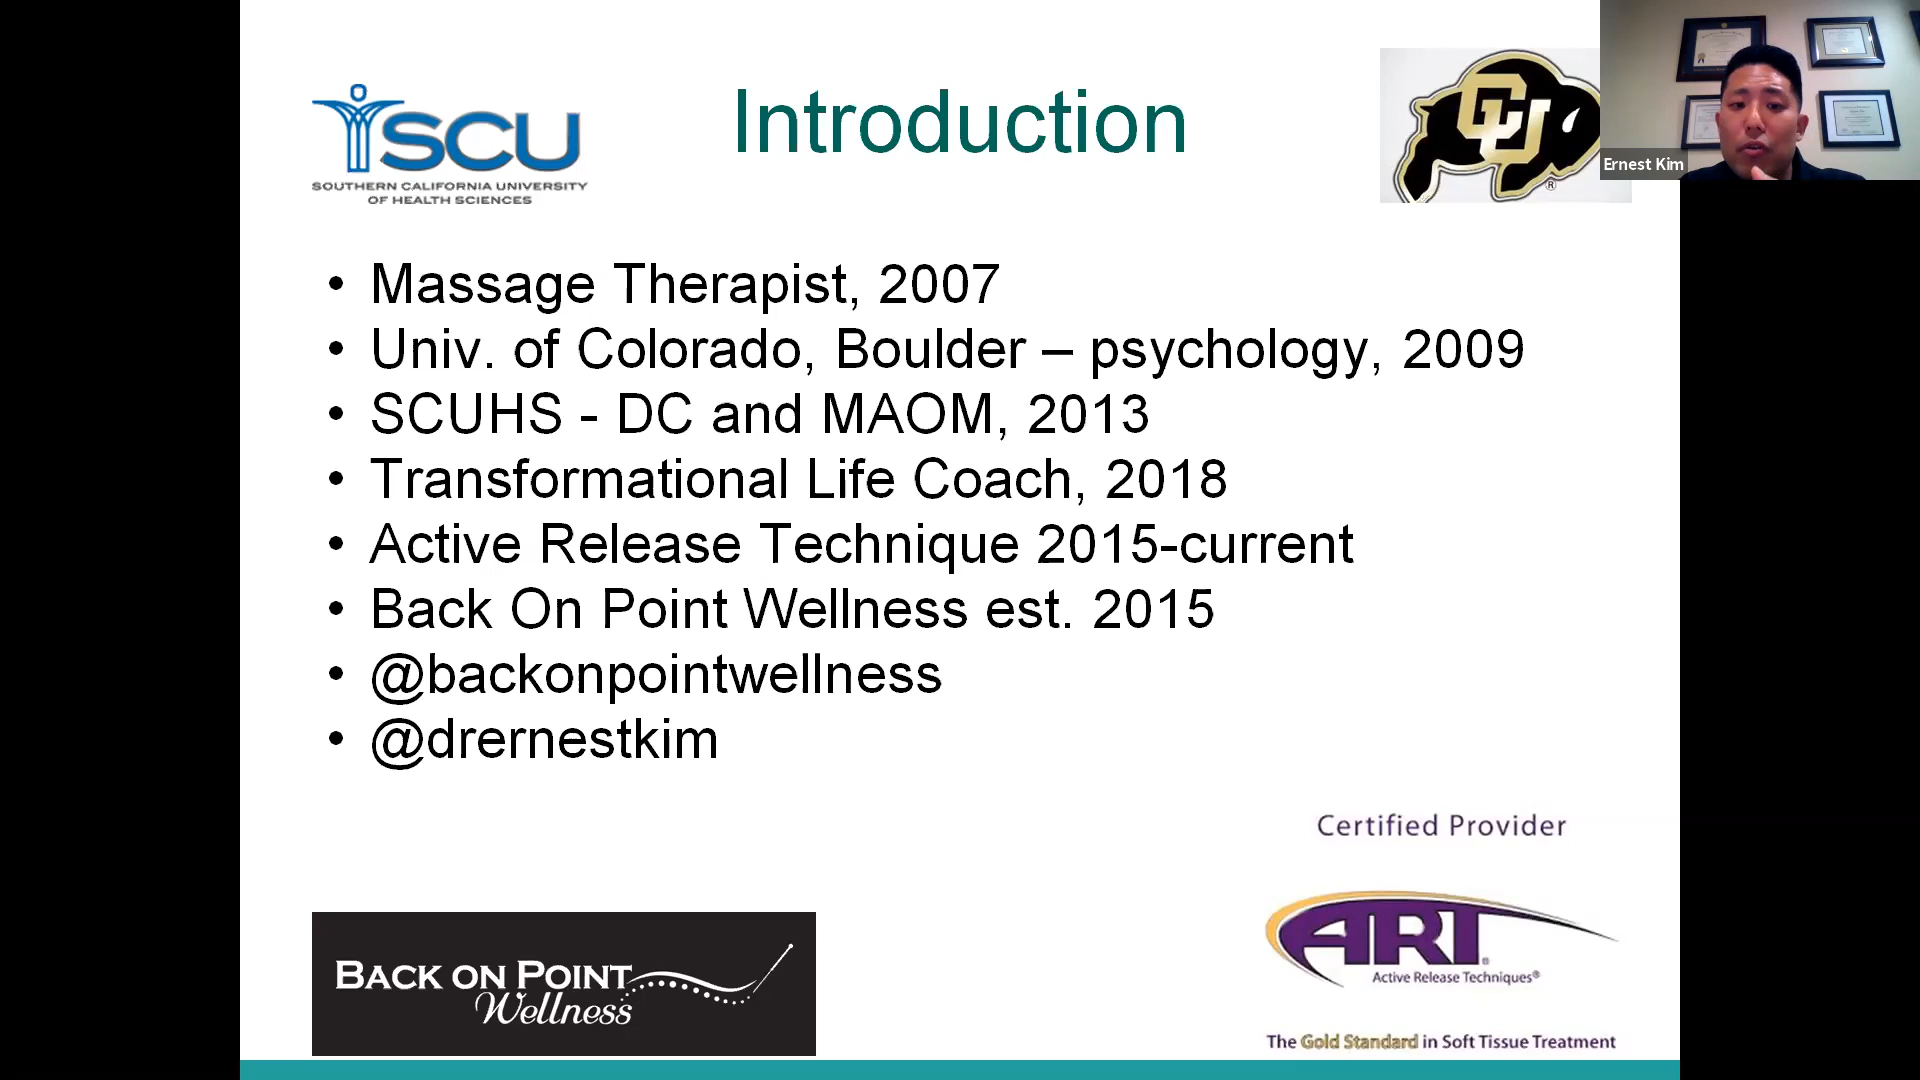 SCU
SOUTHERN CALIFORNIA UNIVERSITY
OF HEALTH SCIENCES
Introduction
CU
®
Ernest Kim
• Massage Therapist, 2007
• Univ. of Colorado, Boulder – psychology, 2009
• SCUHS - DC and MAOM, 2013
• Transformational Life Coach, 2018
• Active Release Technique 2015-current
• Back On Point Wellness est. 2015
• @backonpointwellness
• @drernestkim
Certified Provider
ART®
Active Release Techniques®
The Gold Standard in Soft Tissue Treatment
BACK ON POINT
Wellness